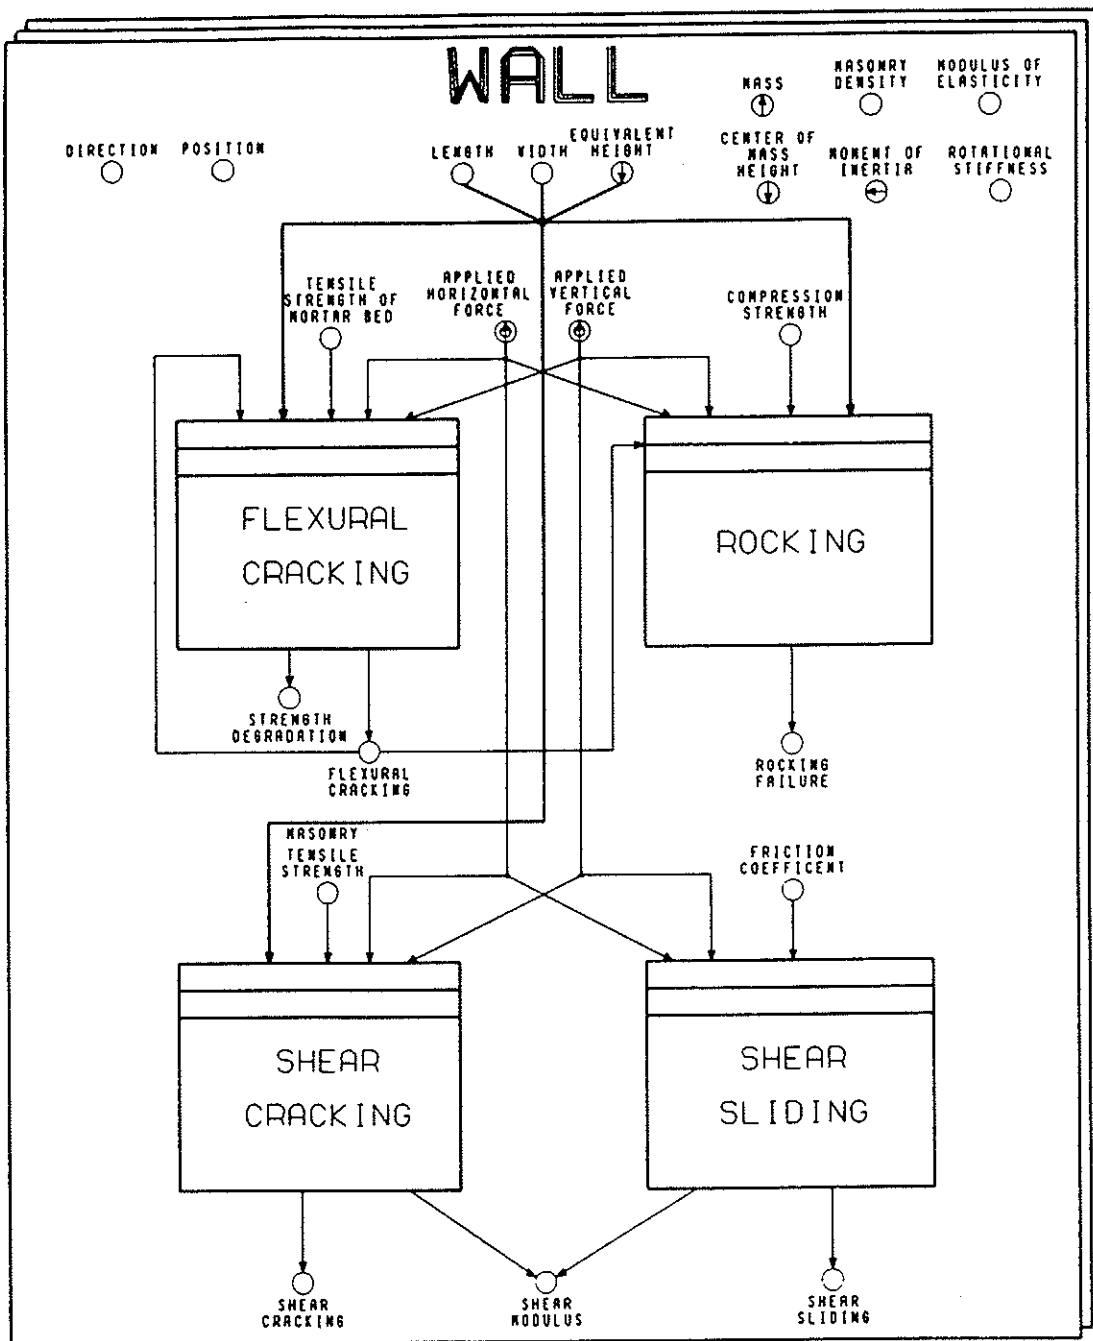 WALL
MASS
MASONRY
DENSITY
MODULUS OF
ELASTICITY
DIRECTION
POSITION
LENGTH
WIDTH
EQUIVALENT
HEIGHT
CENTER OF
MASS
HEIGHT
MOMENT OF
INERTIA
ROTATIONAL
STIFFNESS
TENSILE
STRENGTH OF
MORTAR BED
APPLIED
HORIZONTAL
FORCE
APPLIED
VERTICAL
FORCE
COMPRESSION
STRENGTH
FLEXURAL
CRACKING
ROCKING
STRENGTH
DEGRADATION
FLEXURAL
CRACKING
ROCKING
FAILURE
MASONRY
TENSILE
STRENGTH
FRICTION
COEFFICENT
SHEAR
CRACKING
SHEAR
SLIDING
SHEAR
CRACKING
SHEAR
MODULUS
SHEAR
SLIDING